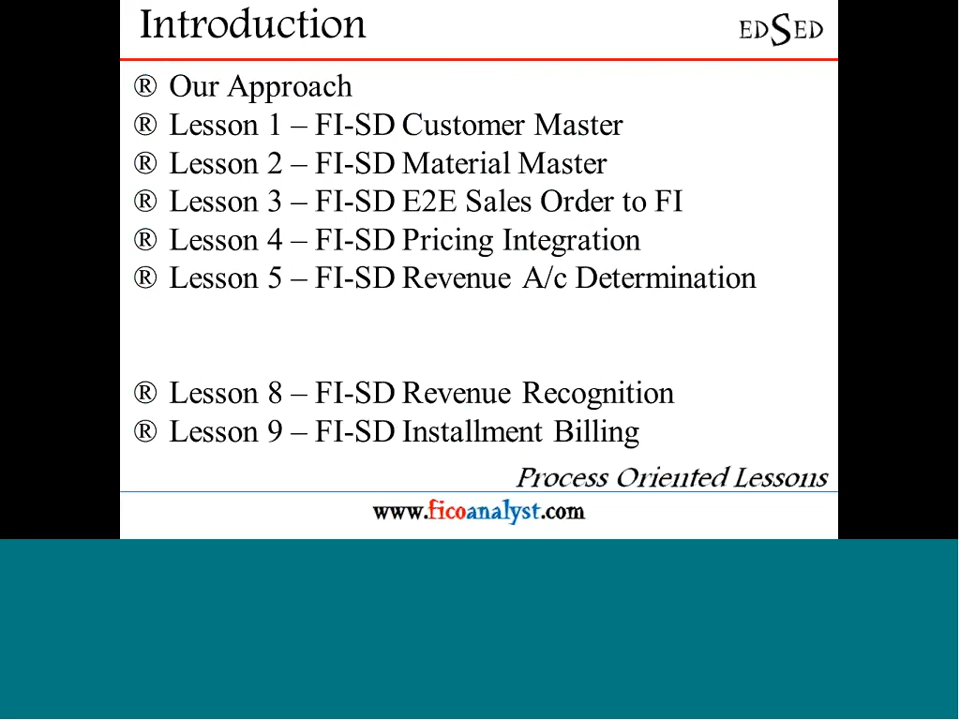 Introduction
EDSED
® Our Approach
® Lesson 1 – FI-SD Customer Master
® Lesson 2 – FI-SD Material Master
® Lesson 3 – FI-SD E2E Sales Order to FI
® Lesson 4 – FI-SD Pricing Integration
® Lesson 5 – FI-SD Revenue A/c Determination
® Lesson 8 – FI-SD Revenue Recognition
® Lesson 9 – FI-SD Installment Billing
Process Oriented Lessons
www.ficoanalyst.com